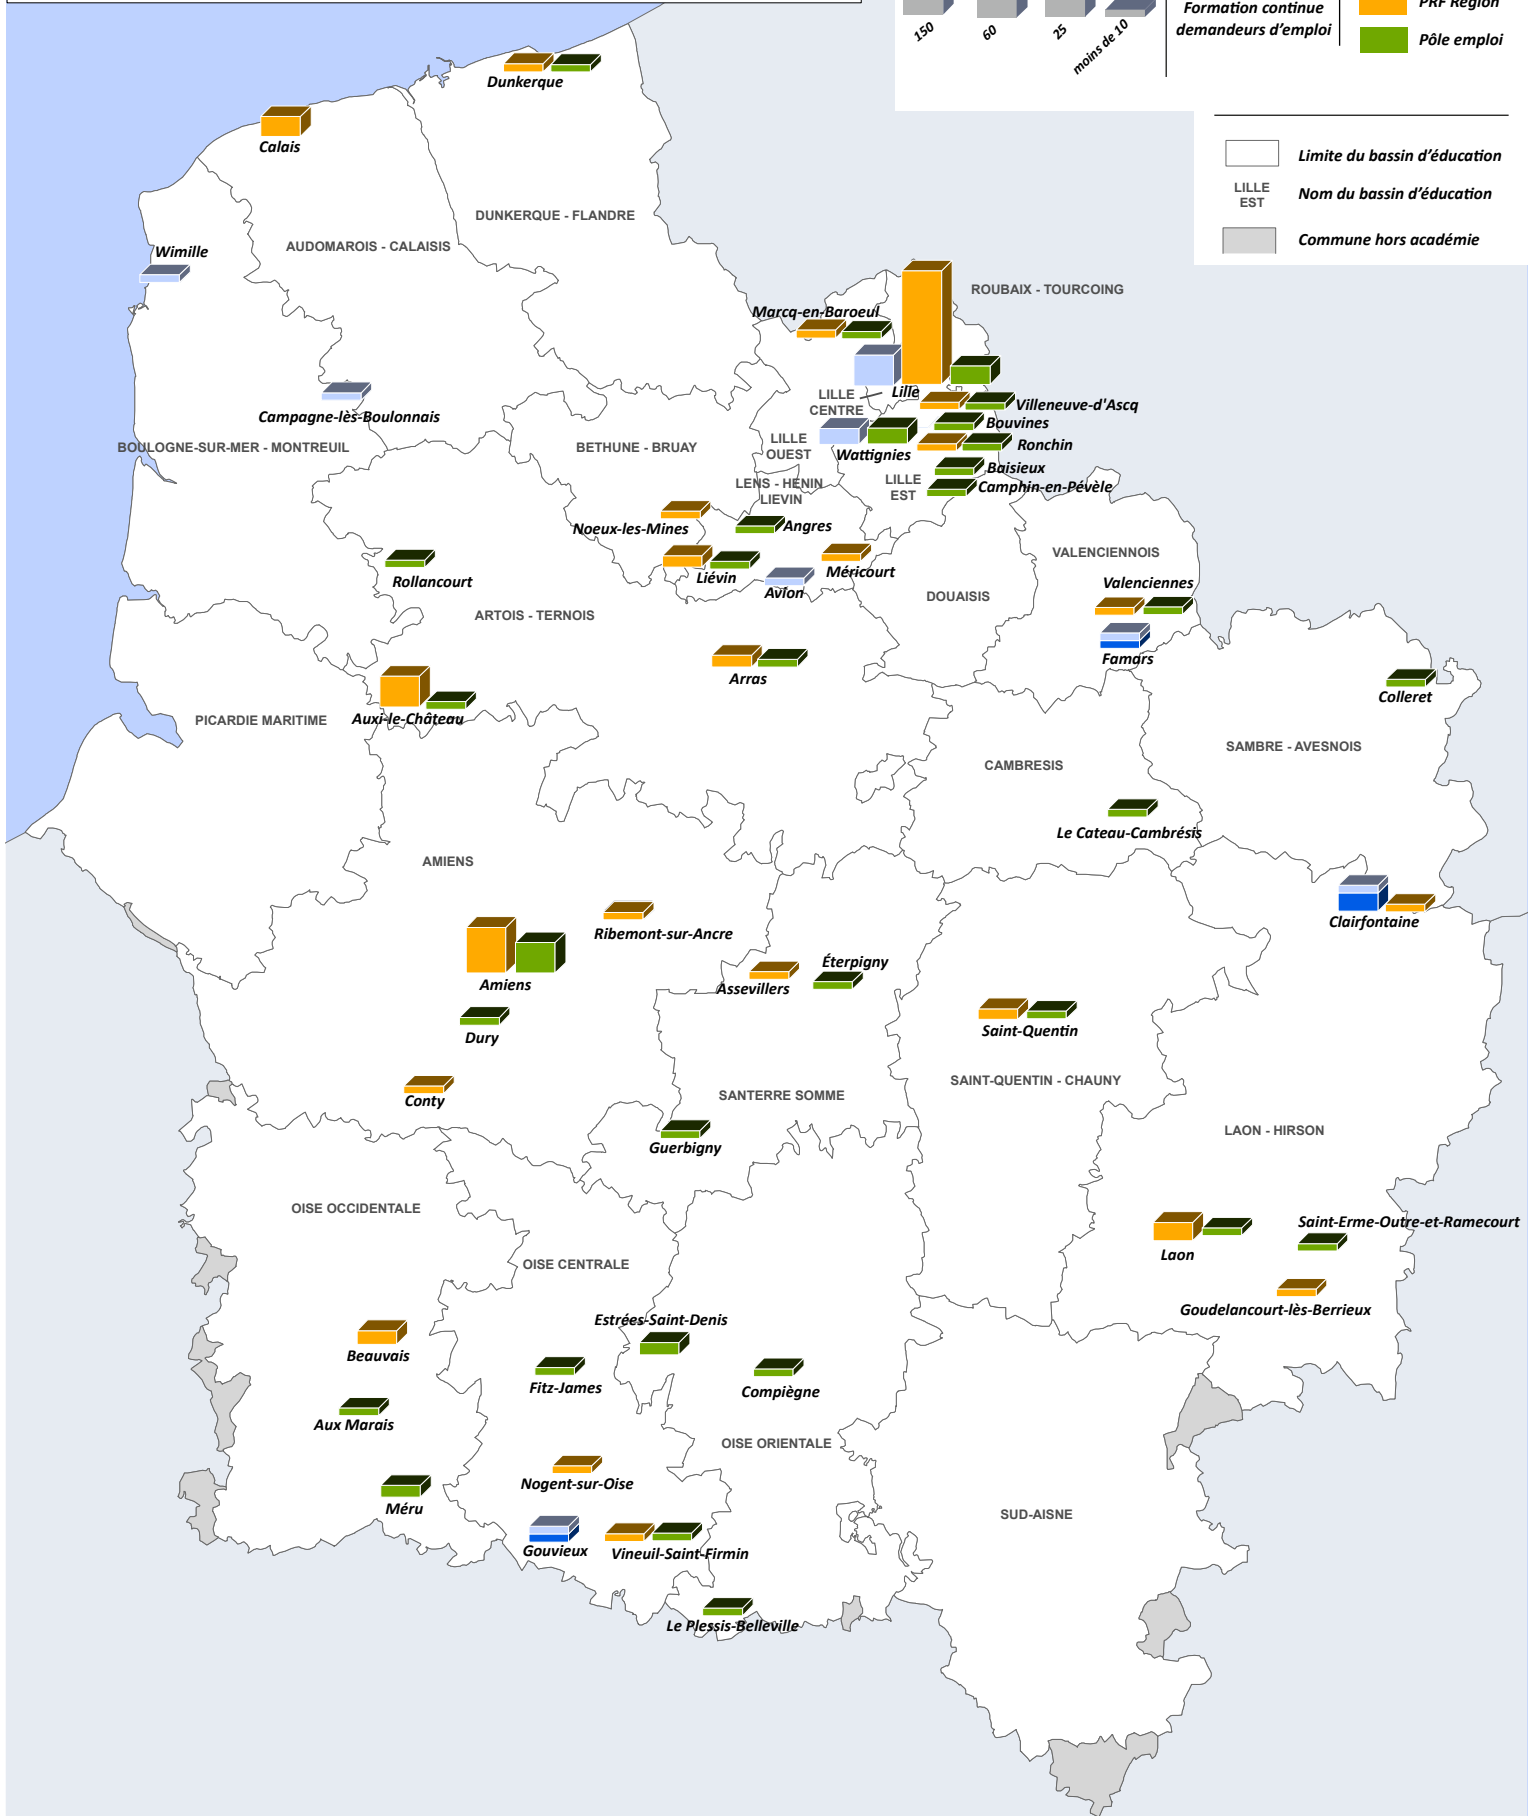 150
60
25
moins de 10
Formation continue
demandeurs d’emploi
PRF Région
Pôle emploi
Limite du bassin d’éducation
LILLE
EST
Nom du bassin d’éducation
Commune hors académie
Dunkerque
Calais
DUNKERQUE - FLANDRE
AUDOMAROIS - CALAISIS
Wimille
ROUBAIX - TOURCOING
Marcq-en-Baroeul
Lille
LILLE
CENTRE
Campagne-lès-Boulonnais
Villeneuve-d'Ascq
Bouvines
BOULOGNE-SUR-MER - MONTREUIL
BETHUNE - BRUAY
LILLE
OUEST
Wattignies
Ronchin
Baisieux
LILLE
EST
Camphin-en-Pévèle
LENS - HENIN
LIEVIN
Noeux-les-Mines
Angres
VALENCIENNOIS
Rollancourt
Liévin
Méricourt
Avion
Valenciennes
DOUAISIS
ARTOIS - TERNOIS
Famars
Arras
Colleret
Auxi-le-Château
PICARDIE MARITIME
SAMBRE - AVESNOIS
CAMBRESIS
Le Cateau-Cambrésis
AMIENS
Clairfontaine
Ribemont-sur-Ancre
Éterpigny
Amiens
Assevillers
Dury
Saint-Quentin
SAINT-QUENTIN - CHAUNY
Conty
SANTERRE SOMME
LAON - HIRSON
Guerbigny
OISE OCCIDENTALE
Saint-Erme-Outre-et-Ramecourt
Laon
OISE CENTRALE
Goudelancourt-lès-Berrieux
Estrées-Saint-Denis
Beauvais
Fitz-James
Compiègne
Aux Marais
OISE ORIENTALE
Nogent-sur-Oise
Méru
SUD-AISNE
Gouvieux
Vineuil-Saint-Firmin
Le Plessis-Belleville